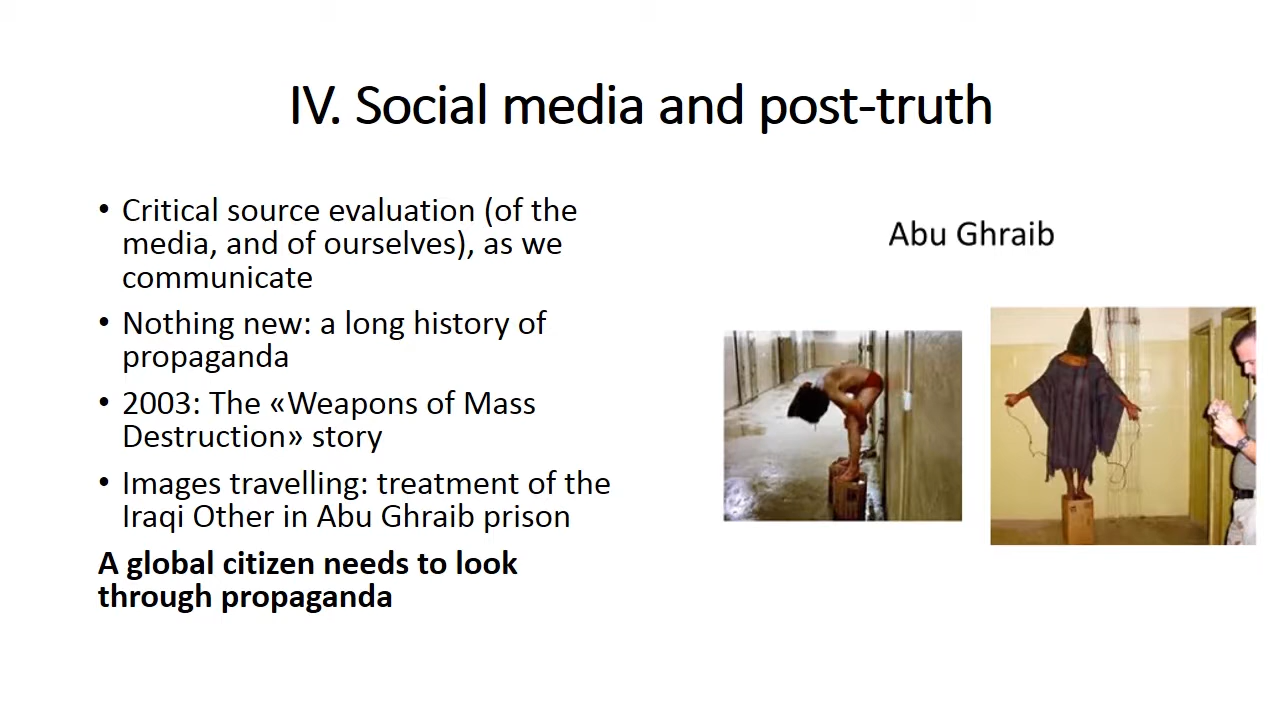 IV. Social media and post-truth
• Critical source evaluation (of the
media, and of ourselves), as we
communicate
• Nothing new: a long history of
propaganda
• 2003: The «Weapons of Mass
Destruction» story
• Images travelling: treatment of the
Iraqi Other in Abu Ghraib prison
A global citizen needs to look
through propaganda
Abu Ghraib